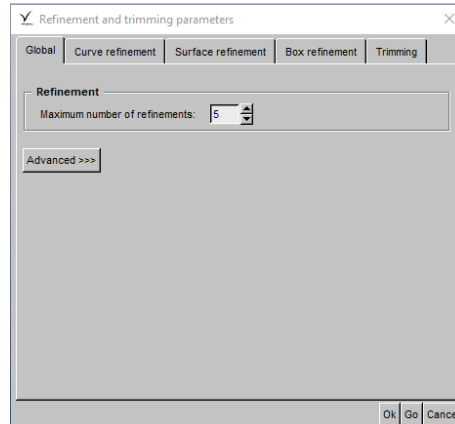 Refinement and trimming parameters
Global Curve refinement Surface refinement Box refinement Trimming
Refinement
Maximum number of refinements: 5
Advanced >>>
Ok Go Cance